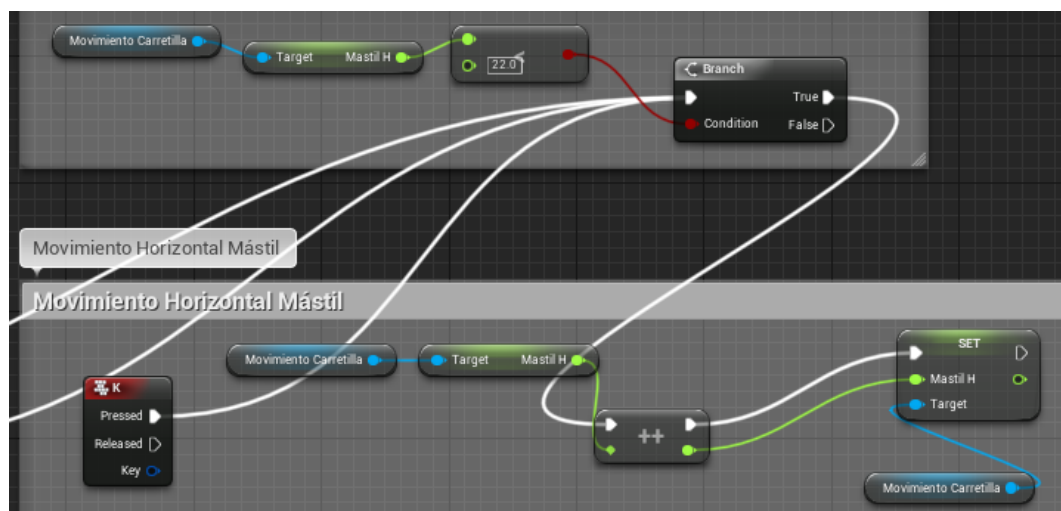 Movimiento Carretilla
Target Mastil H
22.0
Branch
True
Condition False
Movimiento Horizontal Mástil
Movimiento Horizontal Mástil
Movimiento Carretilla
Target Mastil H
SET
Mastil H
Target
K
Pressed
Released
Key
++
Movimiento Carretilla